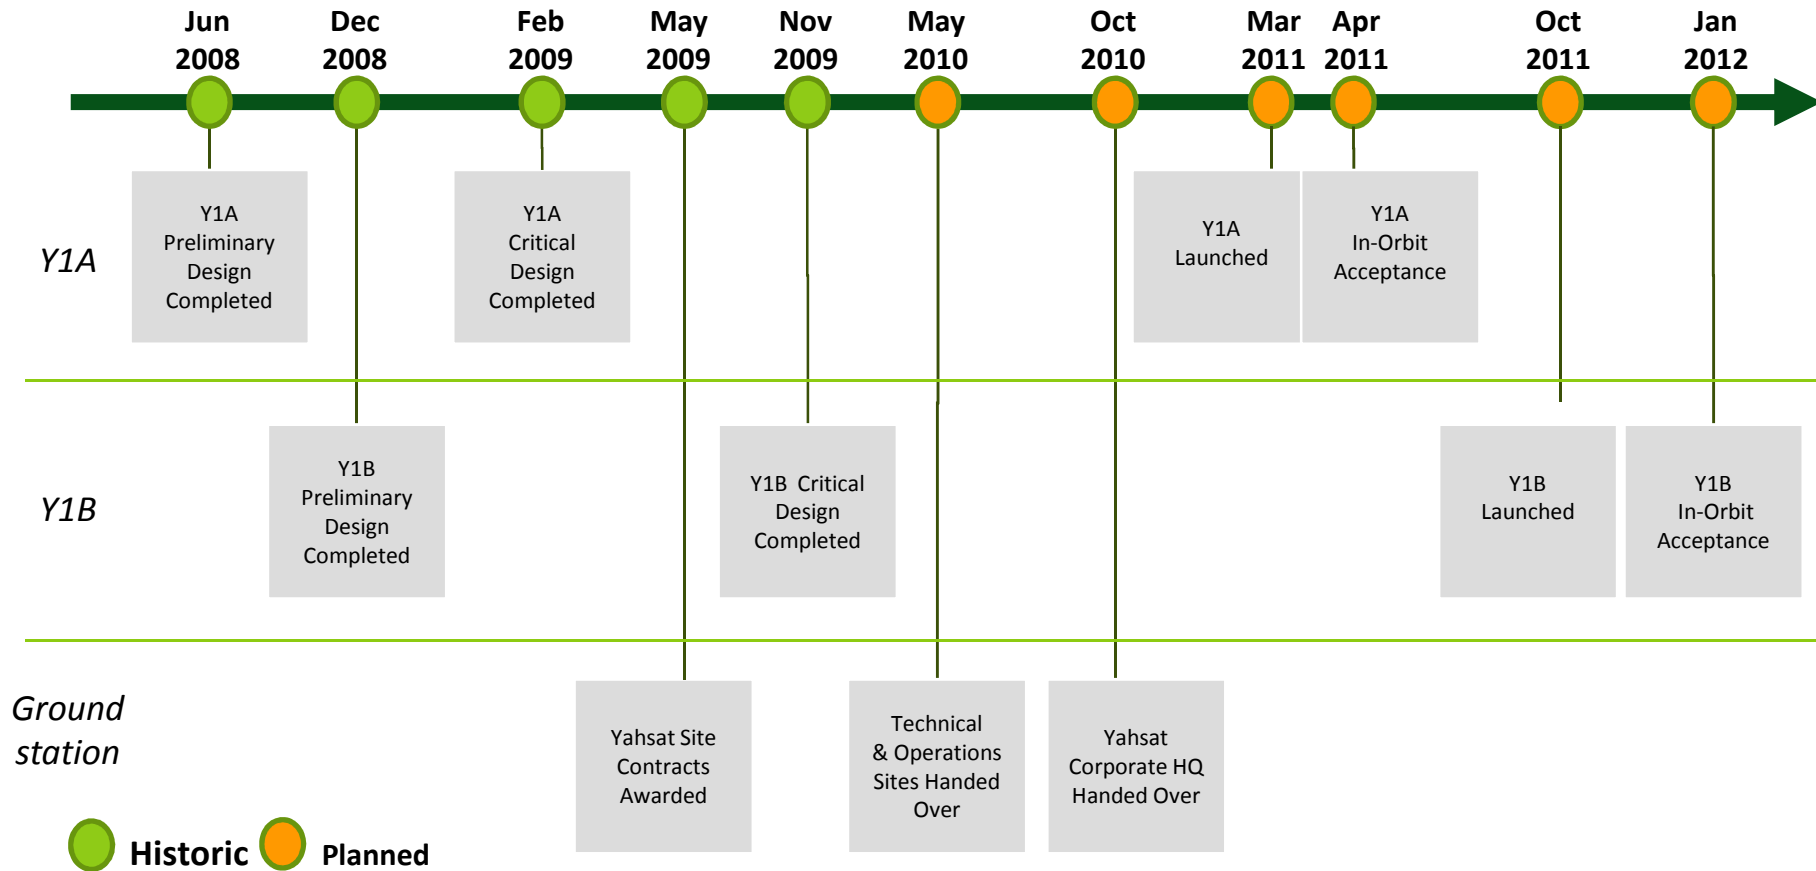 Jun
2008
Dec
2008
Feb
2009
May
2009
Nov
2009
May
2010
Oct
2010
Mar
2011
Apr
2011
Oct
2011
Jan
2012
Y1A
Y1A
Preliminary
Design
Completed
Y1A
Critical
Design
Completed
Y1A
Launched
Y1A
In-Orbit
Acceptance
Y1B
Y1B
Preliminary
Design
Completed
Y1B Critical
Design
Completed
Y1B
Launched
Y1B
In-Orbit
Acceptance
Ground
station
Yahsat Site
Contracts
Awarded
Technical
& Operations
Sites Handed
Over
Yahsat
Corporate HQ
Handed Over
Historic
Planned